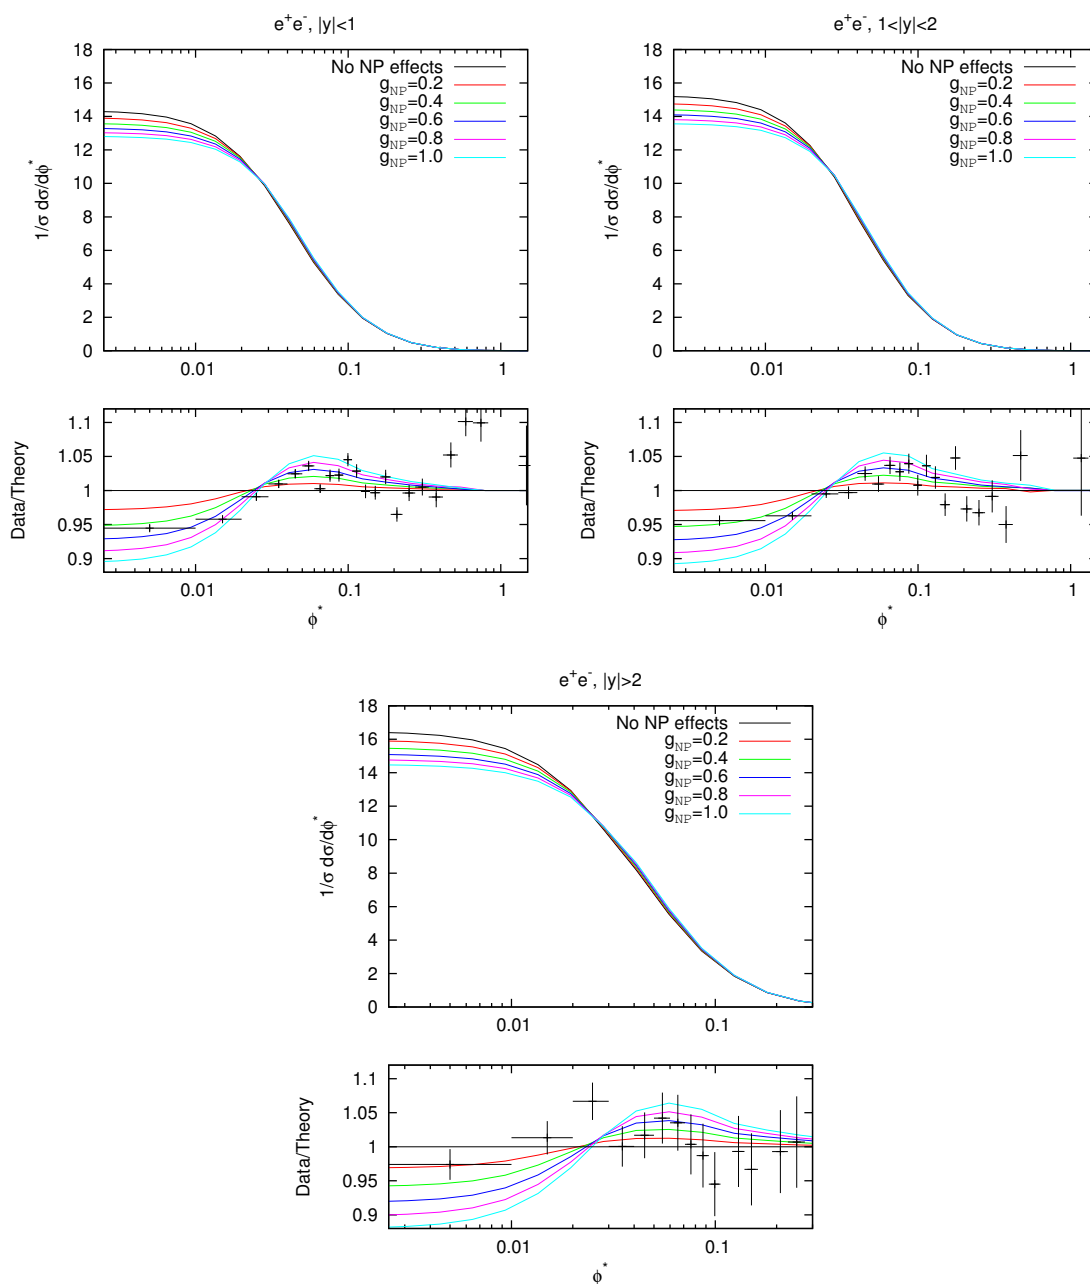 e⁺e⁻, |y|<1
18
16
14
12
10
8
6
4
2
0
1/σ dσ/dϕ*
No NP effects
g_NP=0.2
g_NP=0.4
g_NP=0.6
g_NP=0.8
g_NP=1.0
0.01
0.1
1
1.1
1.05
1
0.95
0.9
Data/Theory
0.01
0.1
1
ϕ*
e⁺e⁻, 1<|y|<2
18
16
14
12
10
8
6
4
2
0
1/σ dσ/dϕ*
No NP effects
g_NP=0.2
g_NP=0.4
g_NP=0.6
g_NP=0.8
g_NP=1.0
0.01
0.1
1
1.1
1.05
1
0.95
0.9
Data/Theory
0.01
0.1
1
ϕ*
e⁺e⁻, |y|>2
18
16
14
12
10
8
6
4
2
0
1/σ dσ/dϕ*
No NP effects
g_NP=0.2
g_NP=0.4
g_NP=0.6
g_NP=0.8
g_NP=1.0
0.01
0.1
1.1
1.05
1
0.95
0.9
Data/Theory
0.01
0.1
ϕ*